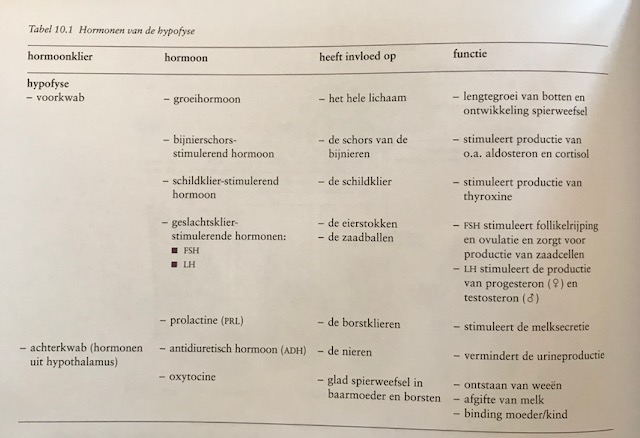 Tabel 10.1 Hormonen van de hypofyse
hormoonklier hormoon heeft invloed op functie
hypofyse
– voorkwab – groeihormoon – het hele lichaam – lengtegroei van botten en
ontwikkeling spierweefsel
– bijnierschors- – de schors van de – stimuleert productie van
stimulerend hormoon bijnieren o.a. aldosteron en cortisol
– schildklier-stimulerend – de schildklier – stimuleert productie van
hormoon thyroxine
– geslachtsklier- – de eierstokken – FSH stimuleert follikelrijping
stimulerende hormonen: – de zaadballen en ovulatie en zorgt voor
■ FSH productie van zaadcellen
■ LH – LH stimuleert de productie
van progesteron (♀) en
testosteron (♂)
– prolactine (PRL) – de borstklieren – stimuleert de melksecretie
– achterkwab (hormonen – antidiuretisch hormoon (ADH) – de nieren – vermindert de urineproductie
uit hypothalamus)
– oxytocine – glad spierweefsel in – ontstaan van weeën
baarmoeder en borsten – afgifte van melk
– binding moeder/kind